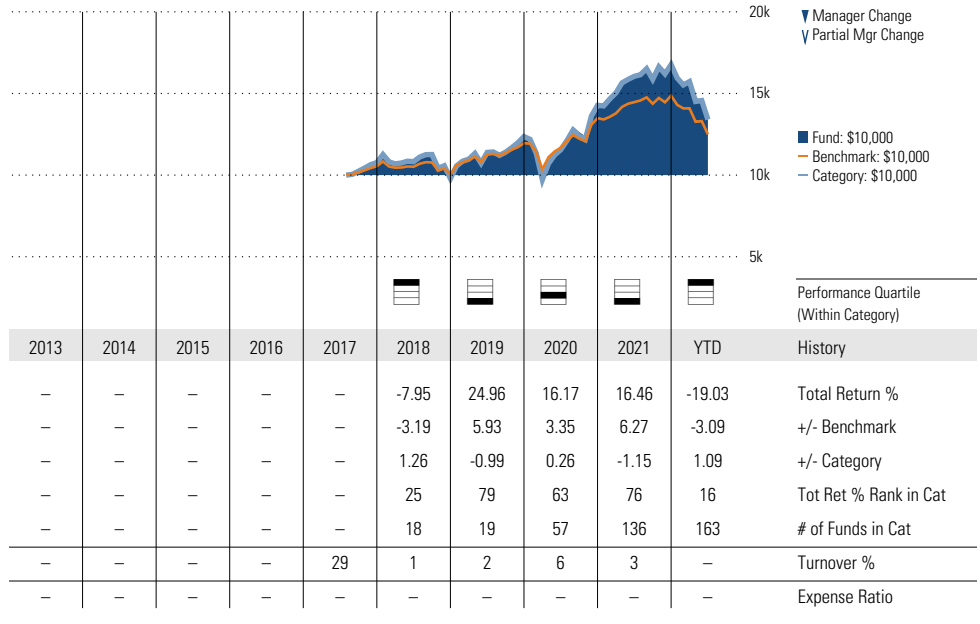 20k
▼ Manager Change
∨ Partial Mgr Change
15k
■ Fund: $10,000
— Benchmark: $10,000
— Category: $10,000
10k
5k
Performance Quartile
(Within Category)
2013 2014 2015 2016 2017 2018 2019 2020 2021 YTD History
– – – – – -7.95 24.96 16.17 16.46 -19.03 Total Return %
– – – – – -3.19 5.93 3.35 6.27 -3.09 +/- Benchmark
– – – – – 1.26 -0.99 0.26 -1.15 1.09 +/- Category
– – – – – 25 79 63 76 16 Tot Ret % Rank in Cat
– – – – – 18 19 57 136 163 # of Funds in Cat
– – – – 29 1 2 6 3 – Turnover %
– – – – – – – – – – Expense Ratio